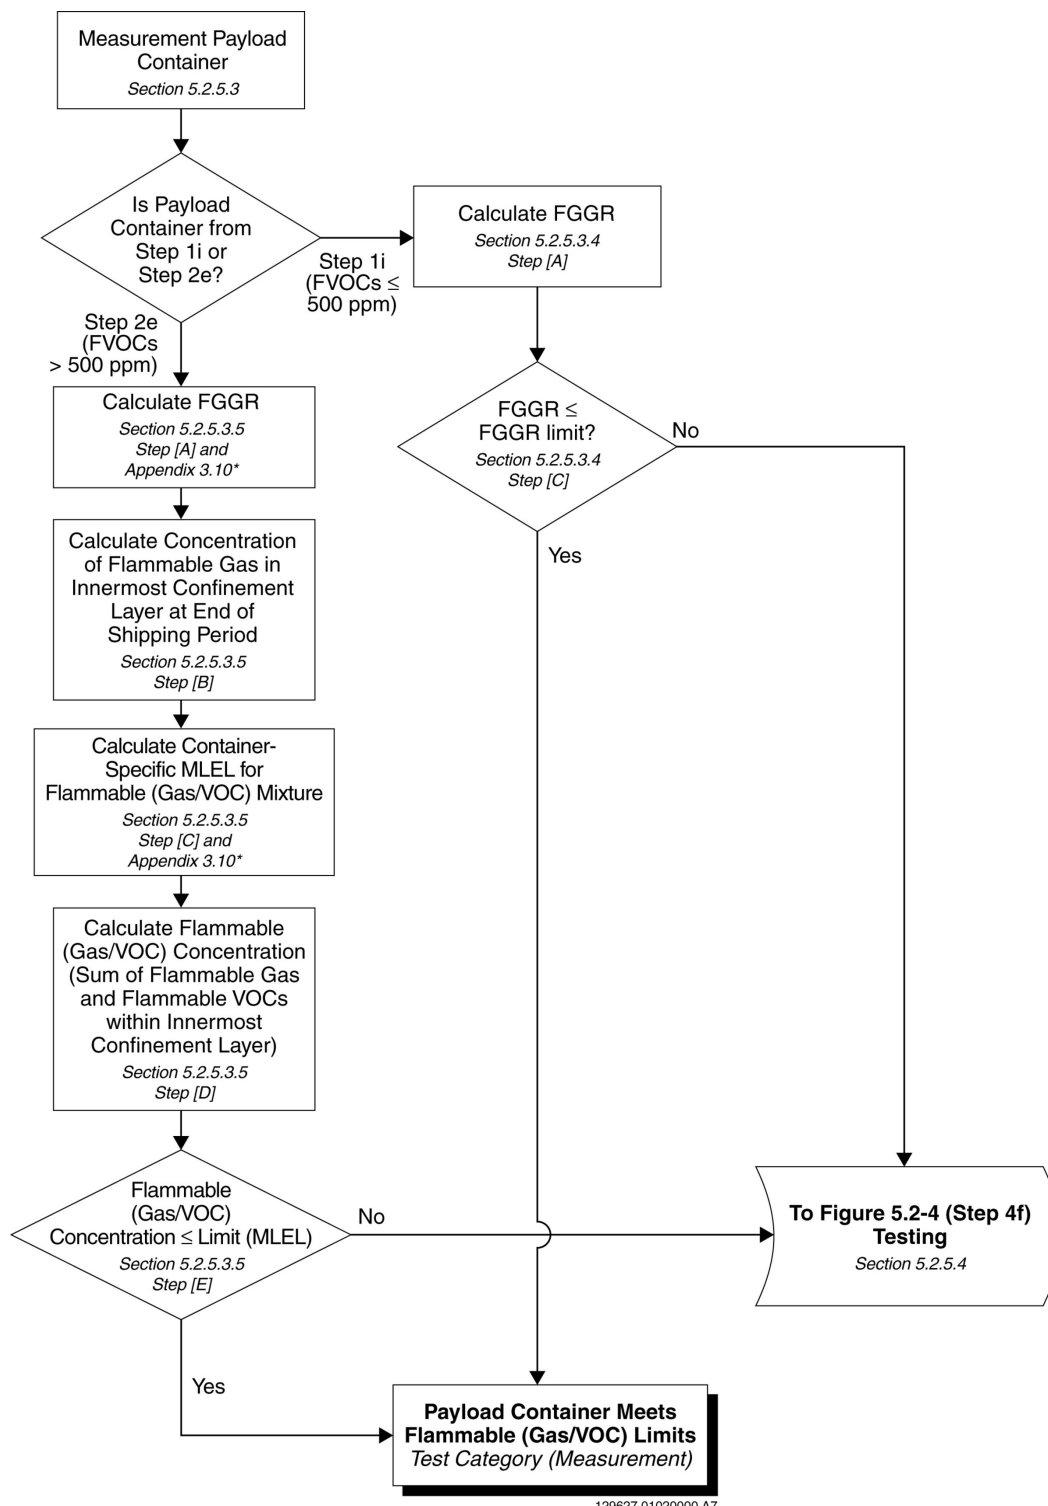 Measurement Payload
Container
Section 5.2.5.3
Is Payload
Container from
Step 1i or
Step 2e?
Step 1i
(FVOCs ≤
500 ppm)
Calculate FGGR
Section 5.2.5.3.4
Step [A]
Step 2e
(FVOCs
> 500 ppm)
Calculate FGGR
Section 5.2.5.3.5
Step [A] and
Appendix 3.10*
FGGR ≤
FGGR limit?
Section 5.2.5.3.4
Step [C]
No
Yes
Calculate Concentration
of Flammable Gas in
Innermost Confinement
Layer at End of
Shipping Period
Section 5.2.5.3.5
Step [B]
Calculate Container-
Specific MLEL for
Flammable (Gas/VOC) Mixture
Section 5.2.5.3.5
Step [C] and
Appendix 3.10*
Calculate Flammable
(Gas/VOC) Concentration
(Sum of Flammable Gas
and Flammable VOCs
within Innermost
Confinement Layer)
Section 5.2.5.3.5
Step [D]
Flammable
(Gas/VOC)
Concentration ≤ Limit (MLEL)
Section 5.2.5.3.5
Step [E]
No
To Figure 5.2-4 (Step 4f)
Testing
Section 5.2.5.4
Yes
Payload Container Meets
Flammable (Gas/VOC) Limits
Test Category (Measurement)